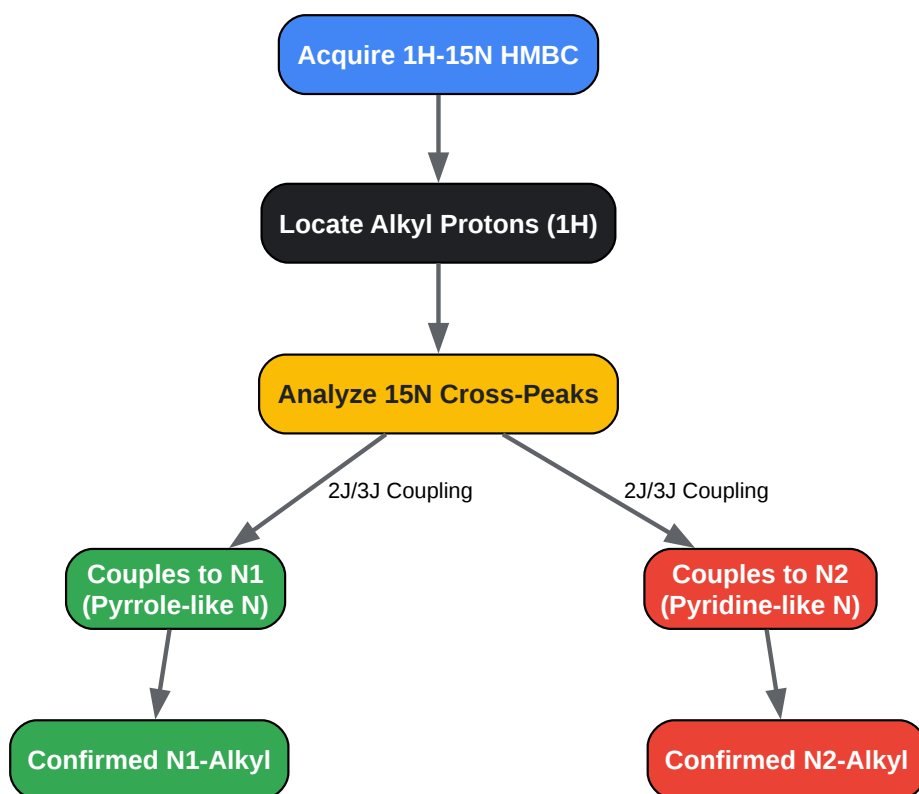 Acquire 1H-15N HMBC
Locate Alkyl Protons (1H)
Analyze 15N Cross-Peaks
2J/3J Coupling
2J/3J Coupling
Couples to N1
(Pyrrole-like N)
Couples to N2
(Pyridine-like N)
Confirmed N1-Alkyl
Confirmed N2-Alkyl